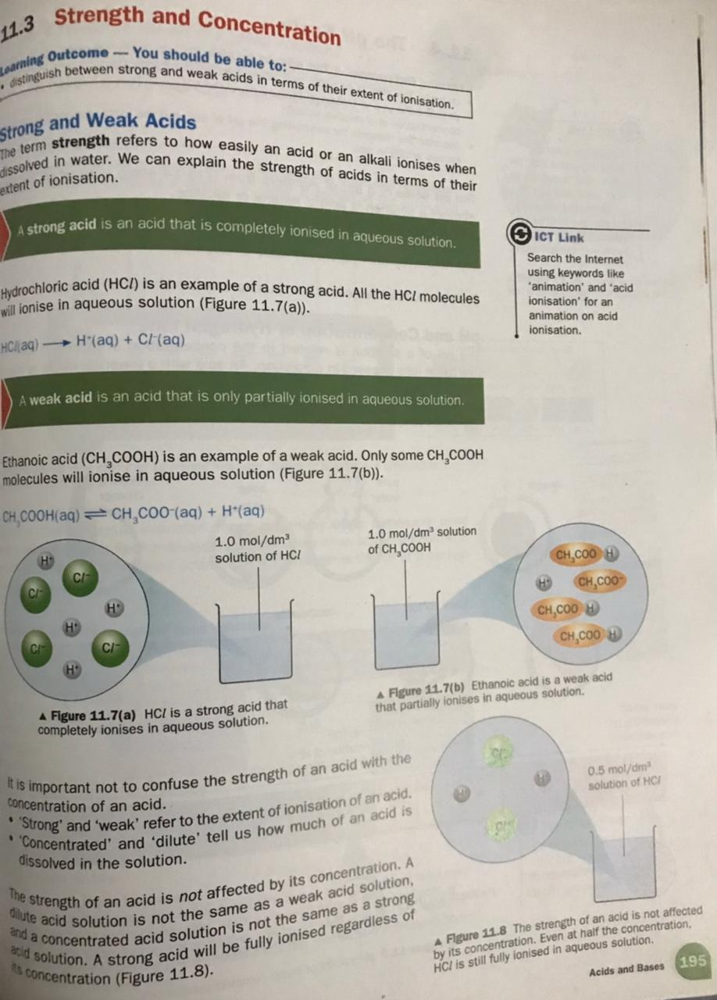 11.3 Strength and Concentration
Learning Outcome — You should be able to:
• distinguish between strong and weak acids in terms of their extent of ionisation.
Strong and Weak Acids
The term strength refers to how easily an acid or an alkali ionises when
dissolved in water. We can explain the strength of acids in terms of their
extent of ionisation.
A strong acid is an acid that is completely ionised in aqueous solution.
Hydrochloric acid (HCl) is an example of a strong acid. All the HCl molecules
will ionise in aqueous solution (Figure 11.7(a)).
HCl(aq) ⟶ H⁺(aq) + Cl⁻(aq)
A weak acid is an acid that is only partially ionised in aqueous solution.
Ethanoic acid (CH₃COOH) is an example of a weak acid. Only some CH₃COOH
molecules will ionise in aqueous solution (Figure 11.7(b)).
CH₃COOH(aq) ⇌ CH₃COO⁻(aq) + H⁺(aq)
ICT Link
Search the Internet
using keywords like
'animation' and 'acid
ionisation' for an
animation on acid
ionisation.
H⁺
Cl⁻
Cl⁻
H⁺
H⁺
Cl⁻
Cl⁻
H⁺
1.0 mol/dm³
solution of HCl
1.0 mol/dm³ solution
of CH₃COOH
CH₃COO H
H⁺ CH₃COO⁻
CH₃COO H
CH₃COO H
▲ Figure 11.7(a) HCl is a strong acid that
completely ionises in aqueous solution.
▲ Figure 11.7(b) Ethanoic acid is a weak acid
that partially ionises in aqueous solution.
It is important not to confuse the strength of an acid with the
concentration of an acid.
• 'Strong' and 'weak' refer to the extent of ionisation of an acid.
• 'Concentrated' and 'dilute' tell us how much of an acid is
dissolved in the solution.
The strength of an acid is not affected by its concentration. A
dilute acid solution is not the same as a weak acid solution,
and a concentrated acid solution is not the same as a strong
acid solution. A strong acid will be fully ionised regardless of
its concentration (Figure 11.8).
Cl⁻
H⁺
H⁺
Cl⁻
0.5 mol/dm³
solution of HCl
▲ Figure 11.8 The strength of an acid is not affected
by its concentration. Even at half the concentration,
HCl is still fully ionised in aqueous solution.
Acids and Bases 195